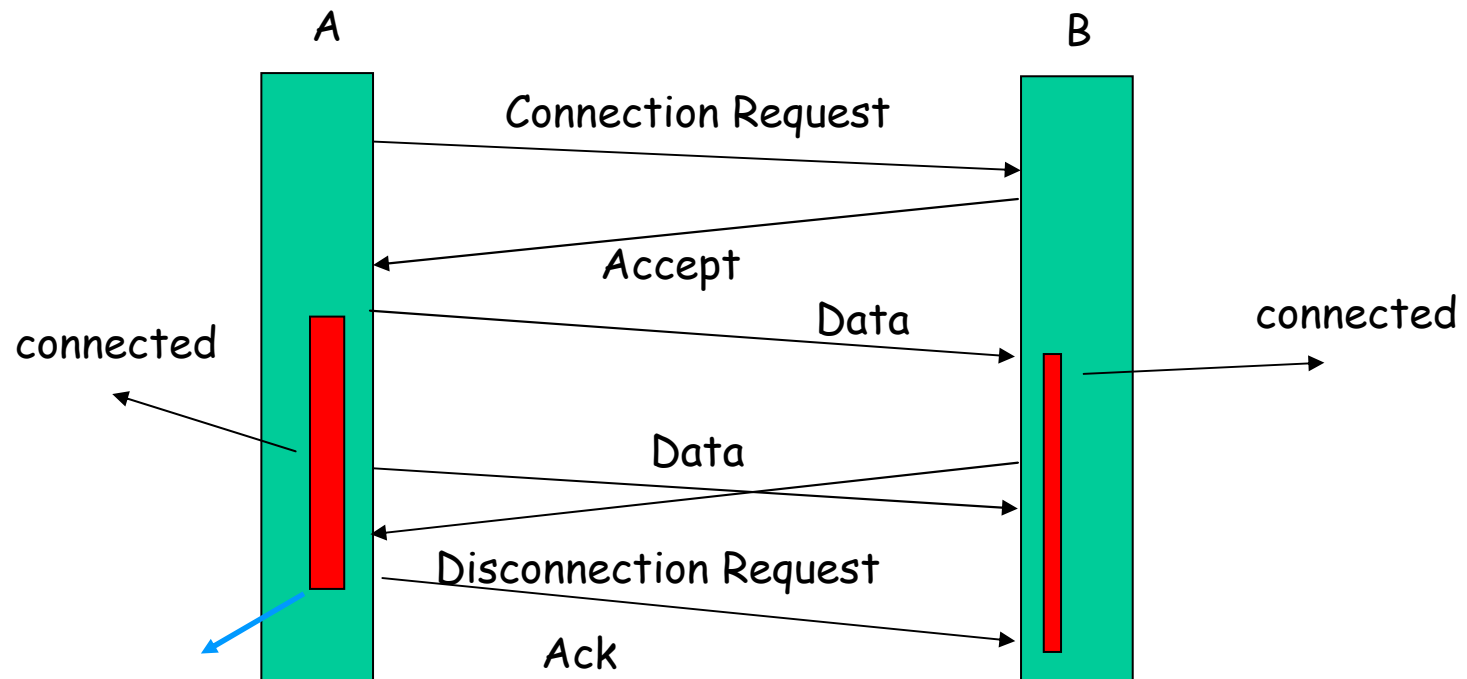 A
B
Connection Request
Accept
Data
connected
connected
Data
Disconnection Request
Ack